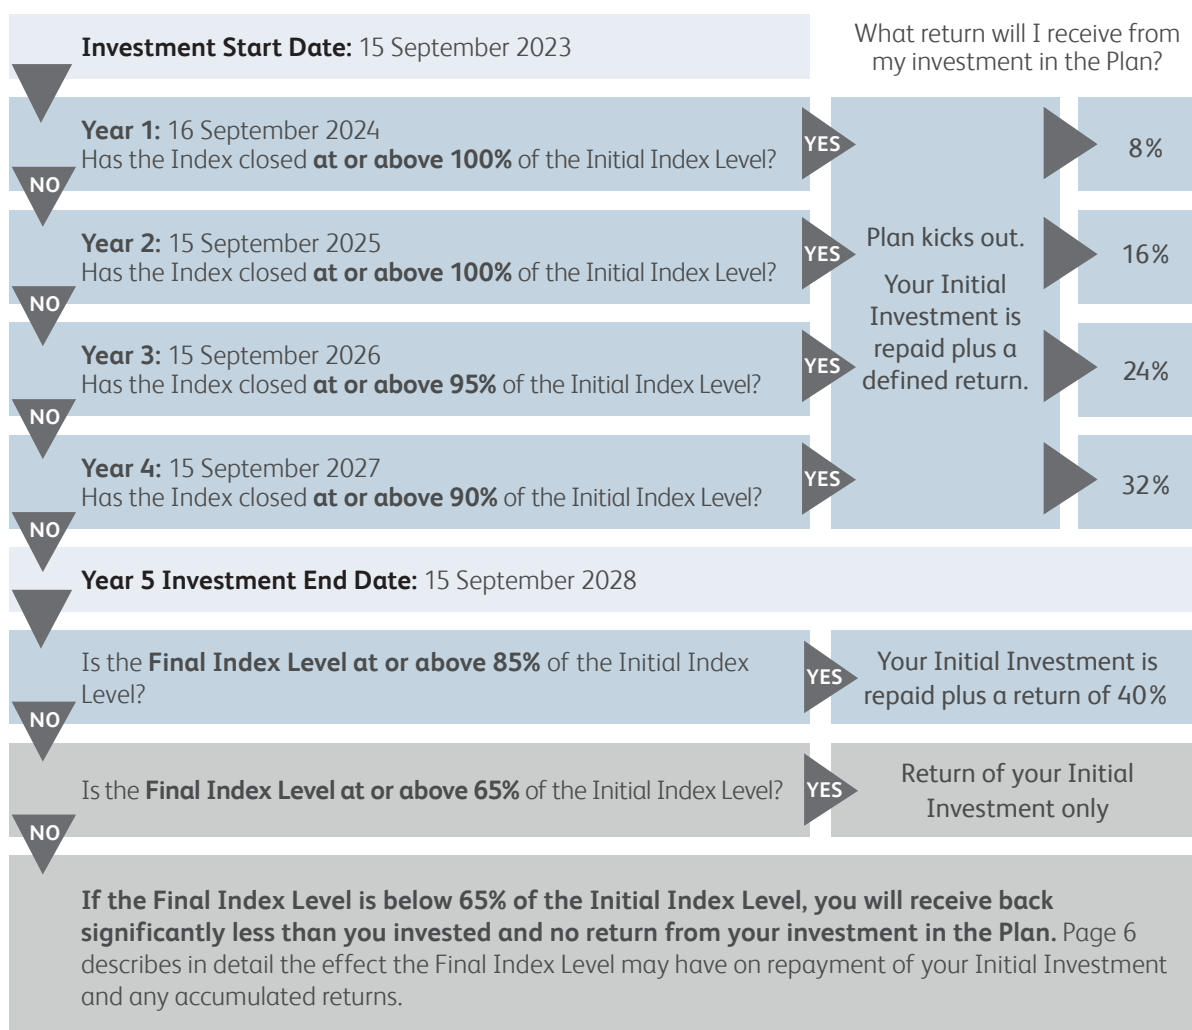 Investment Start Date: 15 September 2023
What return will I receive from
my investment in the Plan?
Year 1: 16 September 2024
Has the Index closed at or above 100% of the Initial Index Level?
YES
8%
NO
Year 2: 15 September 2025
Has the Index closed at or above 100% of the Initial Index Level?
YES
Plan kicks out.
Your Initial
Investment is
repaid plus a
defined return.
16%
NO
Year 3: 15 September 2026
Has the Index closed at or above 95% of the Initial Index Level?
YES
24%
NO
Year 4: 15 September 2027
Has the Index closed at or above 90% of the Initial Index Level?
YES
32%
NO
Year 5 Investment End Date: 15 September 2028
Is the Final Index Level at or above 85% of the Initial Index
Level?
YES
Your Initial Investment is
repaid plus a return of 40%
NO
Is the Final Index Level at or above 65% of the Initial Index Level?
YES
Return of your Initial
Investment only
NO
If the Final Index Level is below 65% of the Initial Index Level, you will receive back
significantly less than you invested and no return from your investment in the Plan. Page 6
describes in detail the effect the Final Index Level may have on repayment of your Initial Investment
and any accumulated returns.